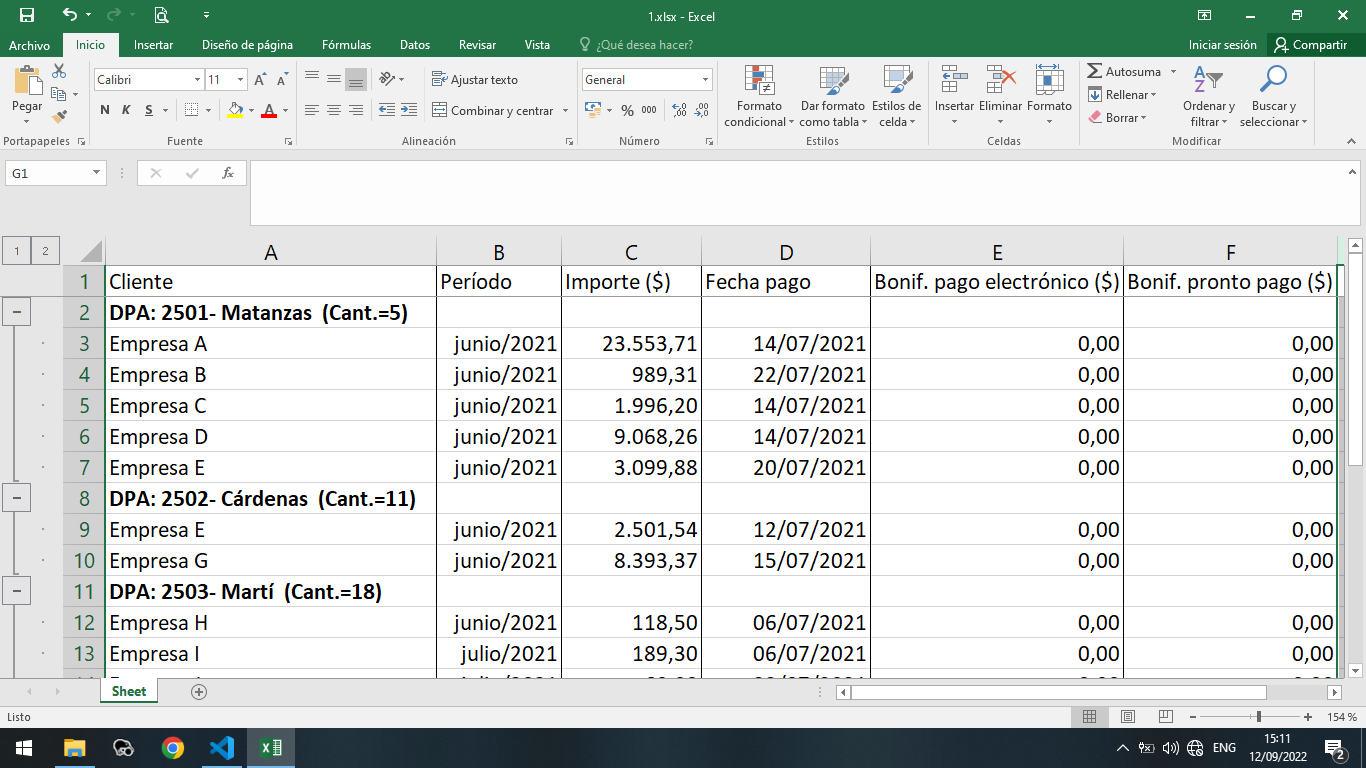 1.xlsx - Excel
Archivo Inicio Insertar Diseño de página Fórmulas Datos Revisar Vista ¿Qué desea hacer? Iniciar sesión Compartir
Pegar
Calibri 11
N K S
Ajustar texto
Combinar y centrar
General
% 000
Formato condicional
Dar formato como tabla
Estilos de celda
Insertar Eliminar Formato
Autosuma
Rellenar
Borrar
Ordenar y filtrar
Buscar y seleccionar
Portapapeles Fuente Alineación Número Estilos Celdas Modificar
G1 fx
1 2 A B C D E F
1 Cliente Período Importe ($) Fecha pago Bonif. pago electrónico ($) Bonif. pronto pago ($)
2 DPA: 2501- Matanzas (Cant.=5)
3 Empresa A junio/2021 23.553,71 14/07/2021 0,00 0,00
4 Empresa B junio/2021 989,31 22/07/2021 0,00 0,00
5 Empresa C junio/2021 1.996,20 14/07/2021 0,00 0,00
6 Empresa D junio/2021 9.068,26 14/07/2021 0,00 0,00
7 Empresa E junio/2021 3.099,88 20/07/2021 0,00 0,00
8 DPA: 2502- Cárdenas (Cant.=11)
9 Empresa E junio/2021 2.501,54 12/07/2021 0,00 0,00
10 Empresa G junio/2021 8.393,37 15/07/2021 0,00 0,00
11 DPA: 2503- Martí (Cant.=18)
12 Empresa H junio/2021 118,50 06/07/2021 0,00 0,00
13 Empresa I julio/2021 189,30 06/07/2021 0,00 0,00
Sheet
Listo 154 %
ENG 15:11
12/09/2022
2